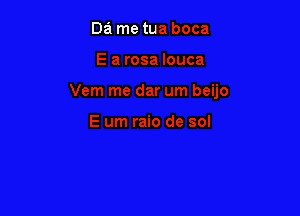 Dá me tua boca
E a rosa louca
Vem me dar um beijo
E um raio de sol